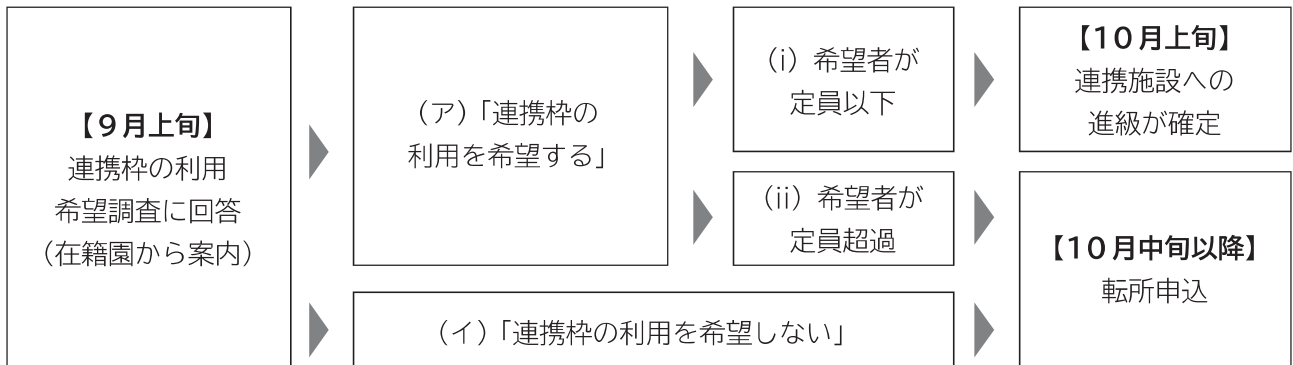 【９月上旬】
連携枠の利用
希望調査に回答
（在籍園から案内）
（ア）「連携枠の
利用を希望する」
（ⅰ）希望者が
定員以下
【１０月上旬】
連携施設への
進級が確定
（ⅱ）希望者が
定員超過
【１０月中旬以降】
転所申込
（イ）「連携枠の利用を希望しない」